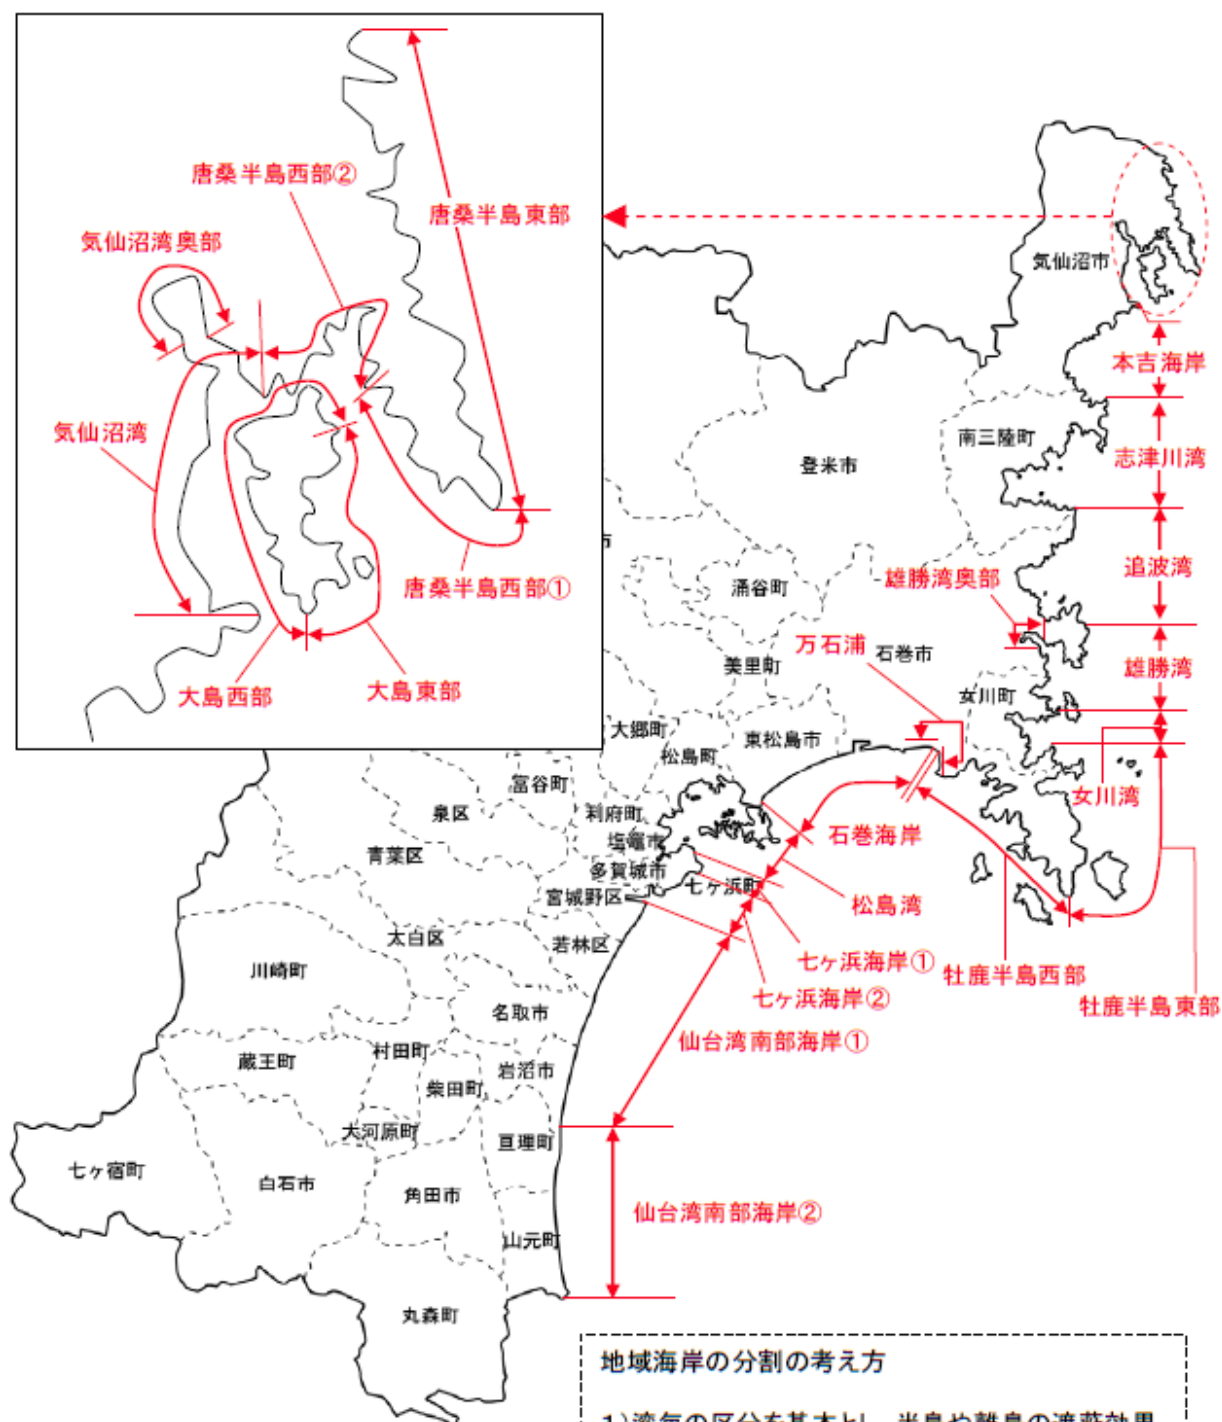 唐桑半島西部②
唐桑半島東部
気仙沼湾奥部
気仙沼湾
唐桑半島西部①
大島西部
大島東部
気仙沼市
本吉海岸
南三陸町
志津川湾
登米市
追波湾
雄勝湾奥部
涌谷町
万石浦
石巻市
美里町
雄勝湾
女川町
大郷町
東松島市
松島町
富谷町
女川湾
泉区
利府町
石巻海岸
塩竈市
青葉区
多賀城市
七ヶ浜町
宮城野区
松島湾
太白区
若林区
七ヶ浜海岸①
川崎町
牡鹿半島西部
七ヶ浜海岸②
牡鹿半島東部
名取市
仙台湾南部海岸①
村田町
蔵王町
岩沼市
柴田町
大河原町
亘理町
七ヶ宿町
白石市
角田市
仙台湾南部海岸②
山元町
丸森町
地域海岸の分割の考え方